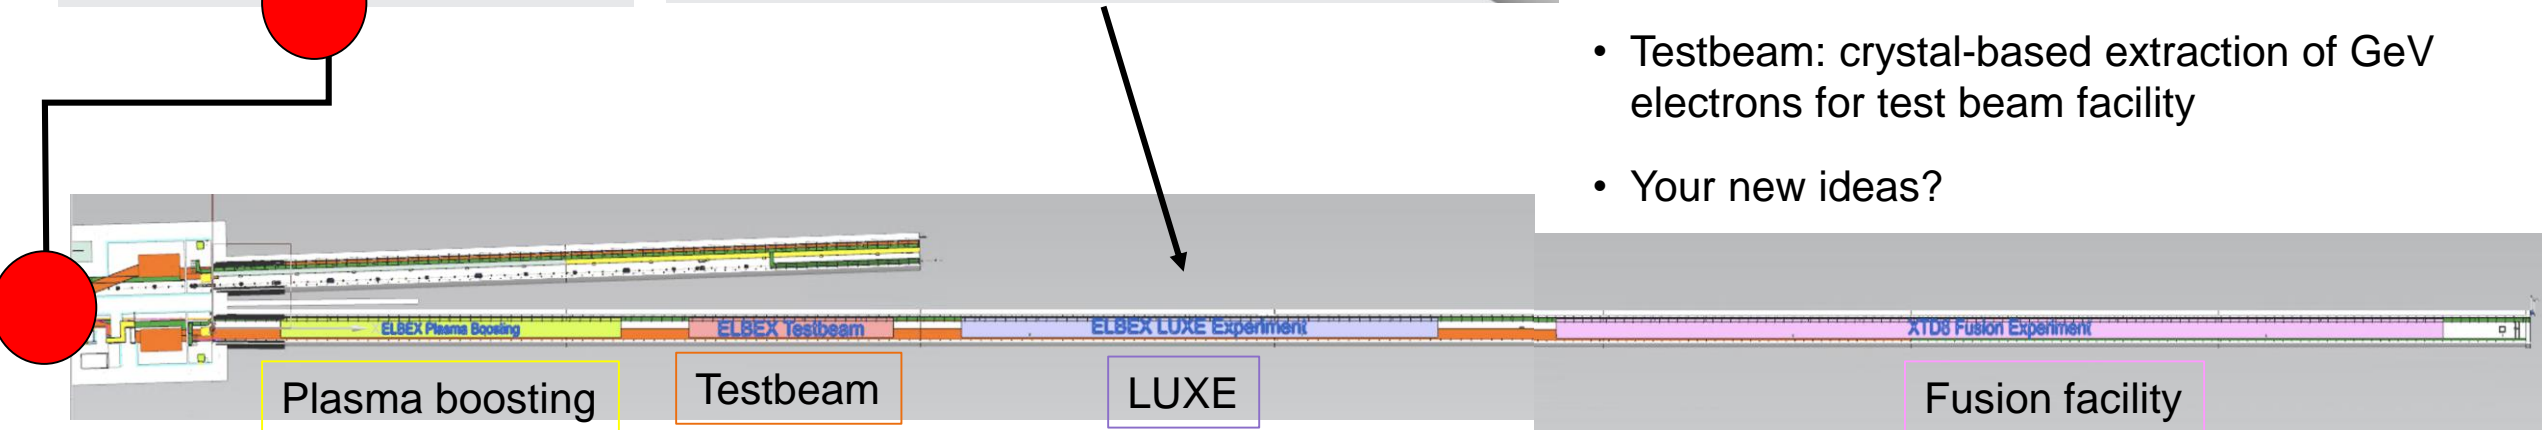 • Testbeam: crystal-based extraction of GeV
electrons for test beam facility
• Your new ideas?
ELBEX Plasma Boosting
ELBEX Testbeam
ELBEX LUXE Experiment
XTD8 Fusion Experiment
Plasma boosting
Testbeam
LUXE
Fusion facility